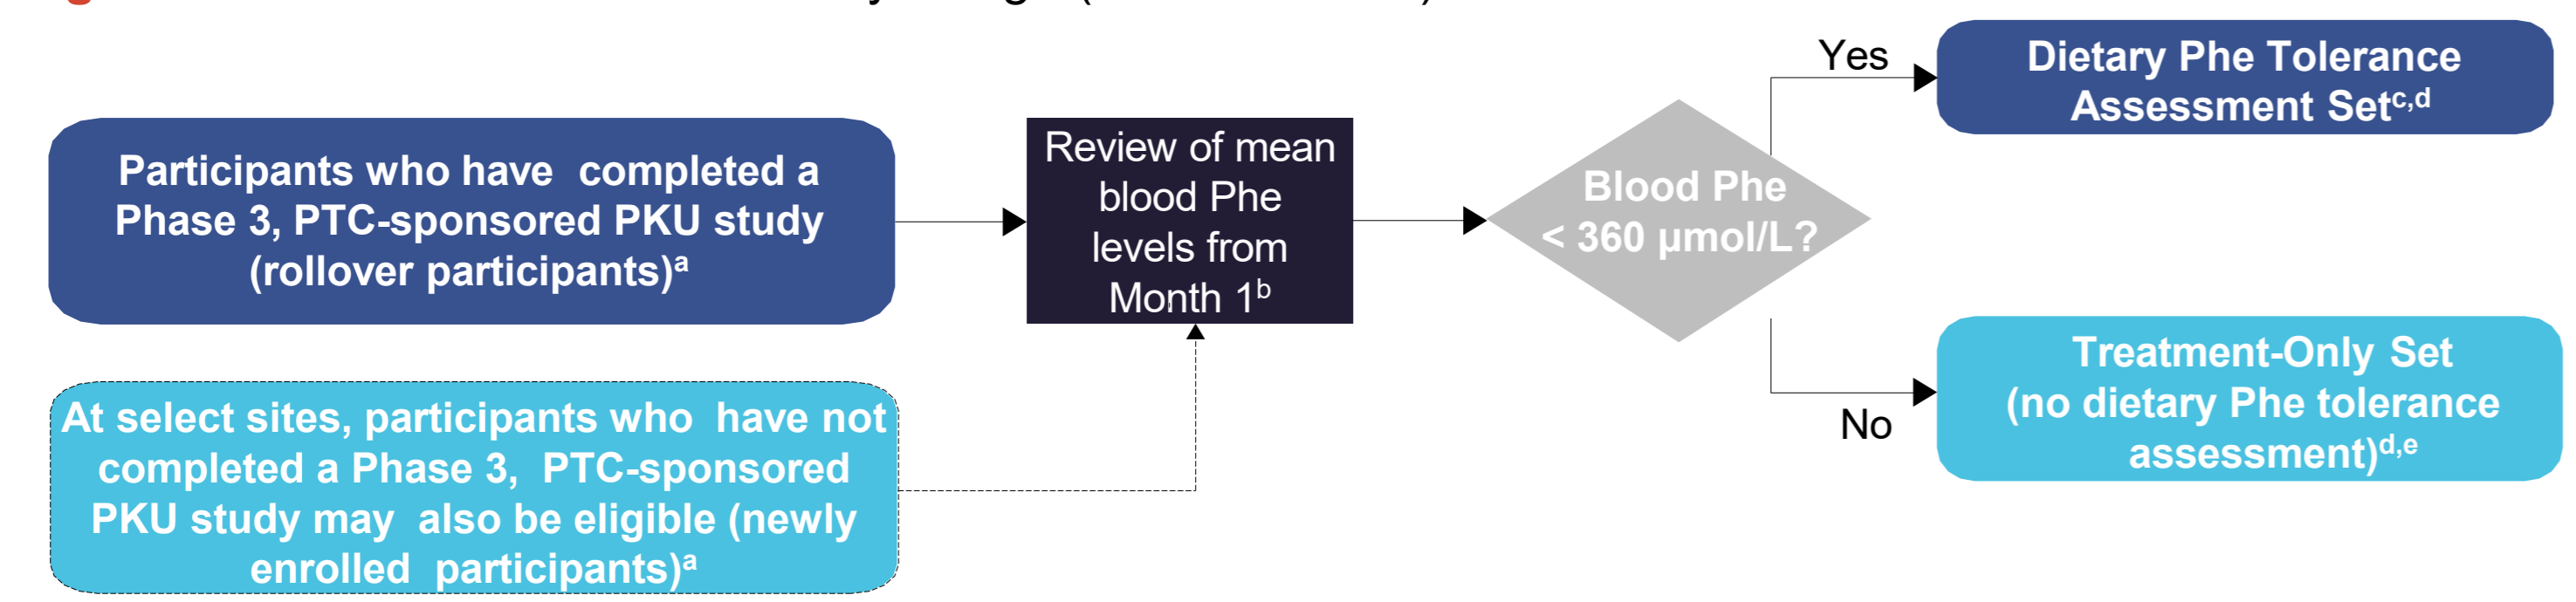 Participants who have completed a
Phase 3, PTC-sponsored PKU study
(rollover participants)a
At select sites, participants who have not
completed a Phase 3, PTC-sponsored
PKU study may also be eligible (newly
enrolled participants)a
Review of mean
blood Phe
levels from
Month 1b
Blood Phe
< 360 µmol/L?
Yes
Dietary Phe Tolerance
Assessment Setc,d
No
Treatment-Only Set
(no dietary Phe tolerance
assessment)d,e